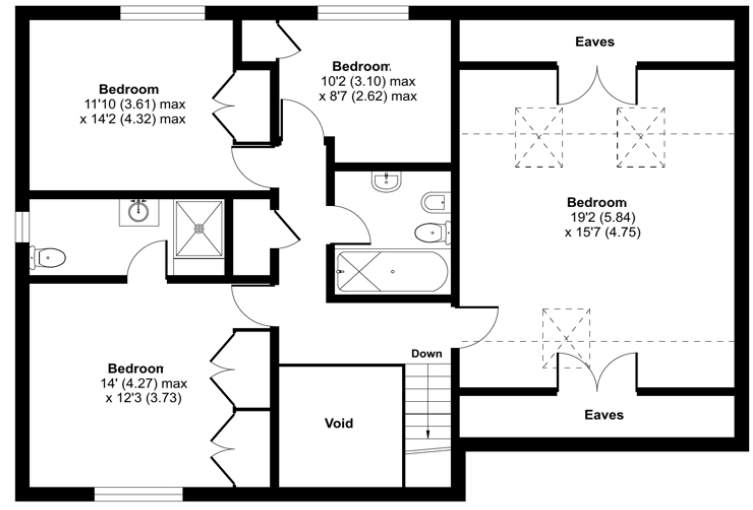 Eaves
Bedroom
11'10 (3.61) max
x 14'2 (4.32) max
Bedroom.
10'2 (3.10) max
x 8'7 (2.62) max
Bedroom
19'2 (5.84)
x 15'7 (4.75)
Bedroom
14' (4.27) max
x 12'3 (3.73)
Down
Void
Eaves